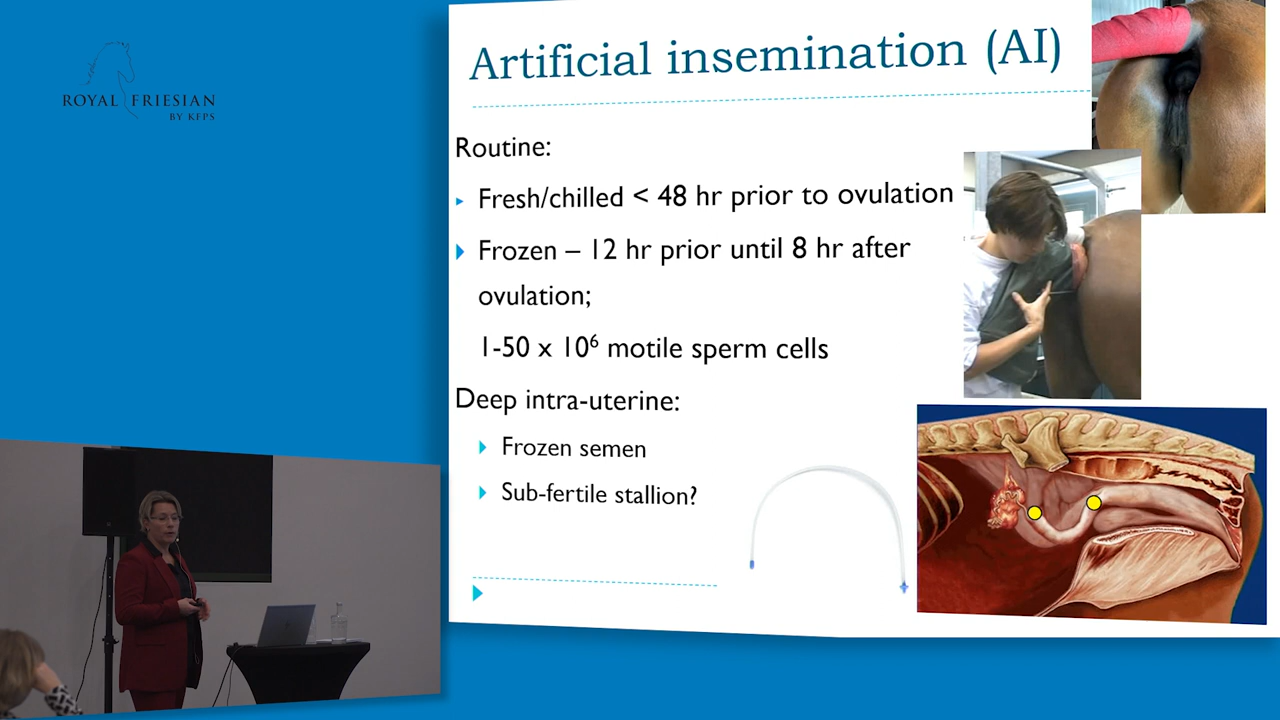 ROYAL FRIESIAN
BY KFPS
Artificial insemination (AI)
Routine:
Fresh/chilled < 48 hr prior to ovulation
Frozen – 12 hr prior until 8 hr after
ovulation;
1-50 x 10⁶ motile sperm cells
Deep intra-uterine:
Frozen semen
Sub-fertile stallion?